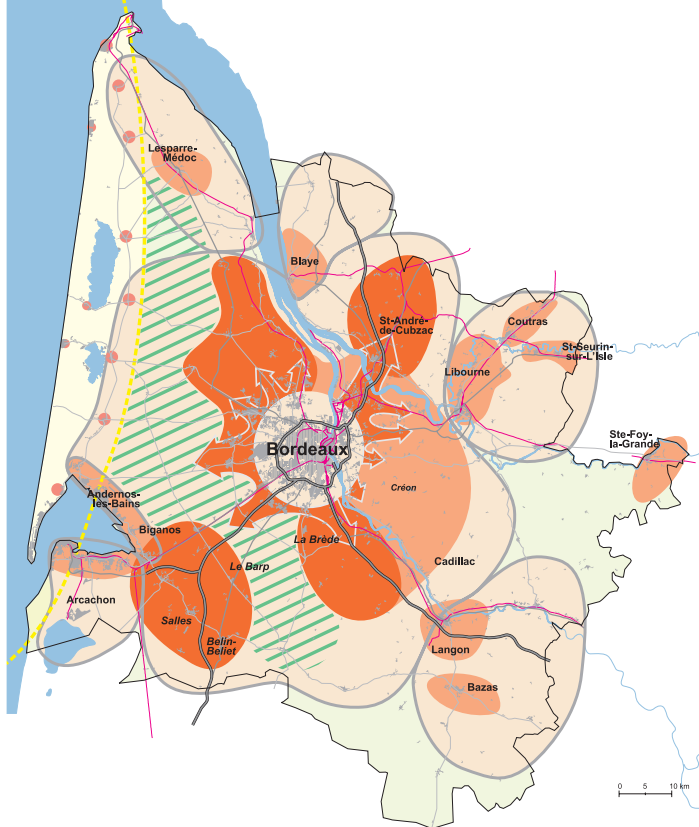 Lesparre-
Médoc
Blaye
St-André-
de-Cubzac
Coutras
St-Seurin-
sur-L'Isle
Libourne
Ste-Foy-
la-Grande
Bordeaux
Créon
Andernos-
les-Bains
Biganos
La Brède
Cadillac
Le Barp
Arcachon
Salles
Belin-
Beliet
Langon
Bazas
0 5 10 km